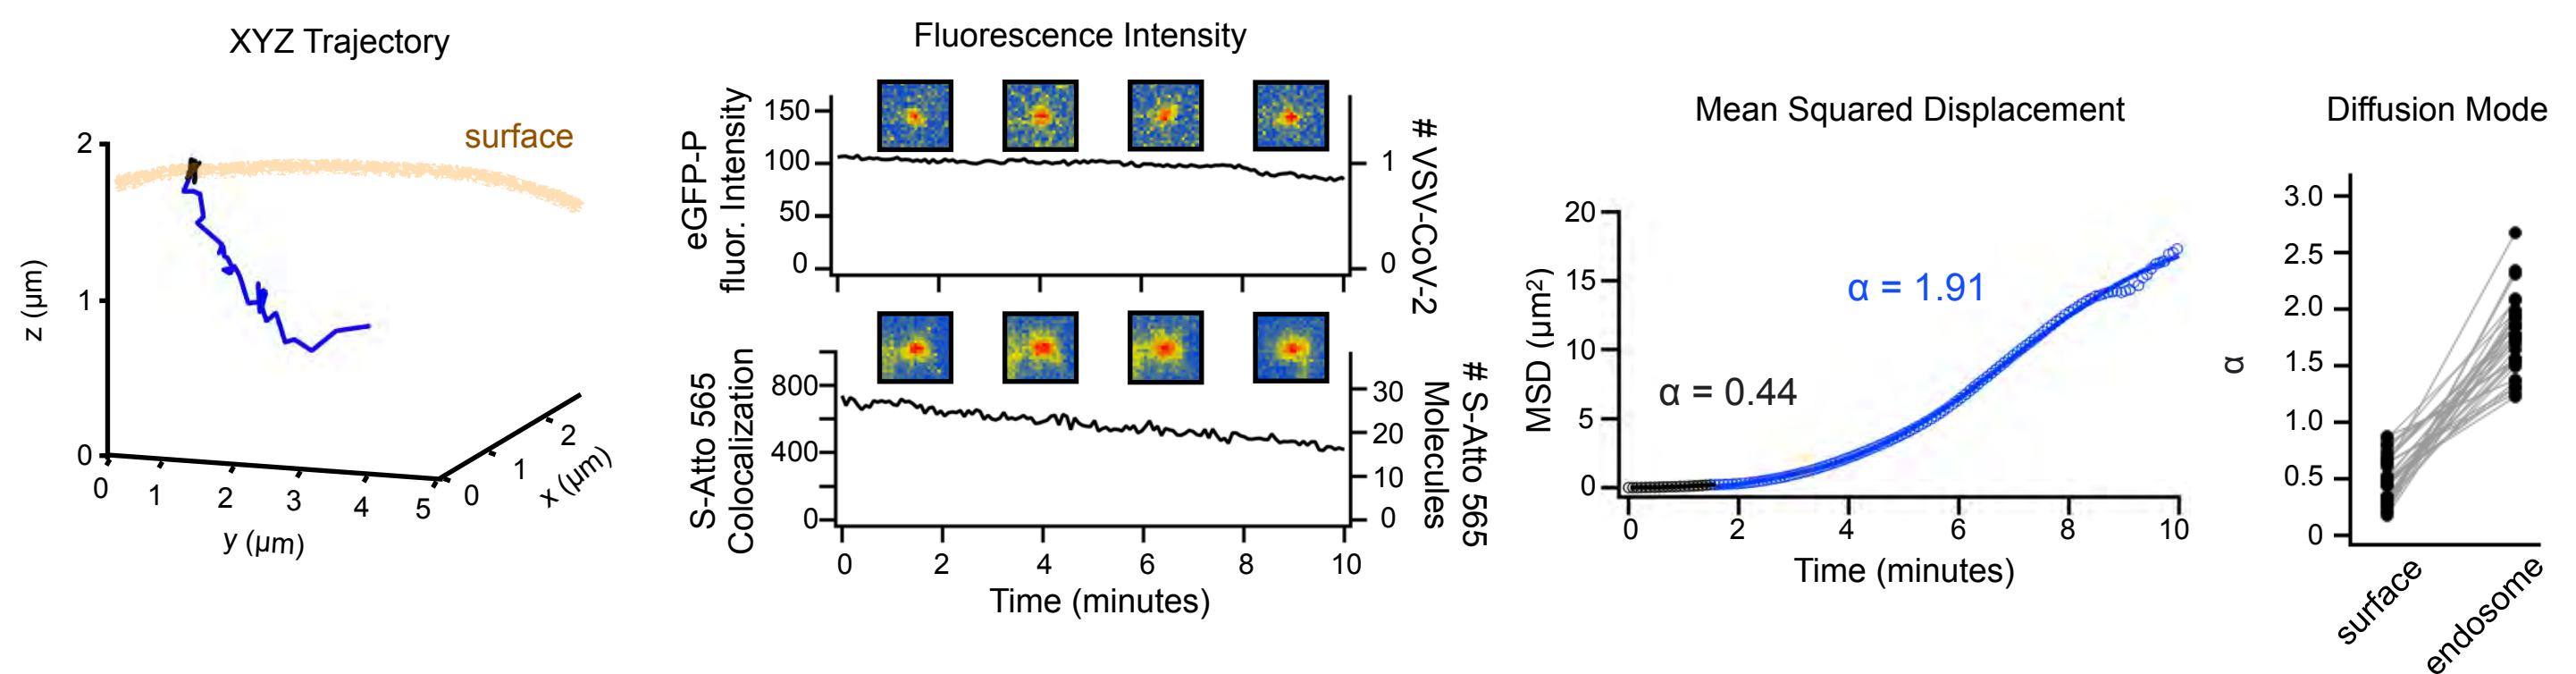 XYZ Trajectory
surface
2
1
0
z (µm)
0
1
2
3
4
5
y (µm)
0
1
2
x (µm)
Fluorescence Intensity
eGFP-P
fluor. Intensity
150
100
50
0
1
0
# VSV-CoV-2
S-Atto 565
Colocalization
800
400
0
30
20
10
0
# S-Atto 565
Molecules
0
2
4
6
8
10
Time (minutes)
Mean Squared Displacement
MSD (µm²)
20
15
10
5
0
α = 1.91
α = 0.44
0
2
4
6
8
10
Time (minutes)
Diffusion Mode
α
3.0
2.5
2.0
1.5
1.0
0.5
0
surface
endosome